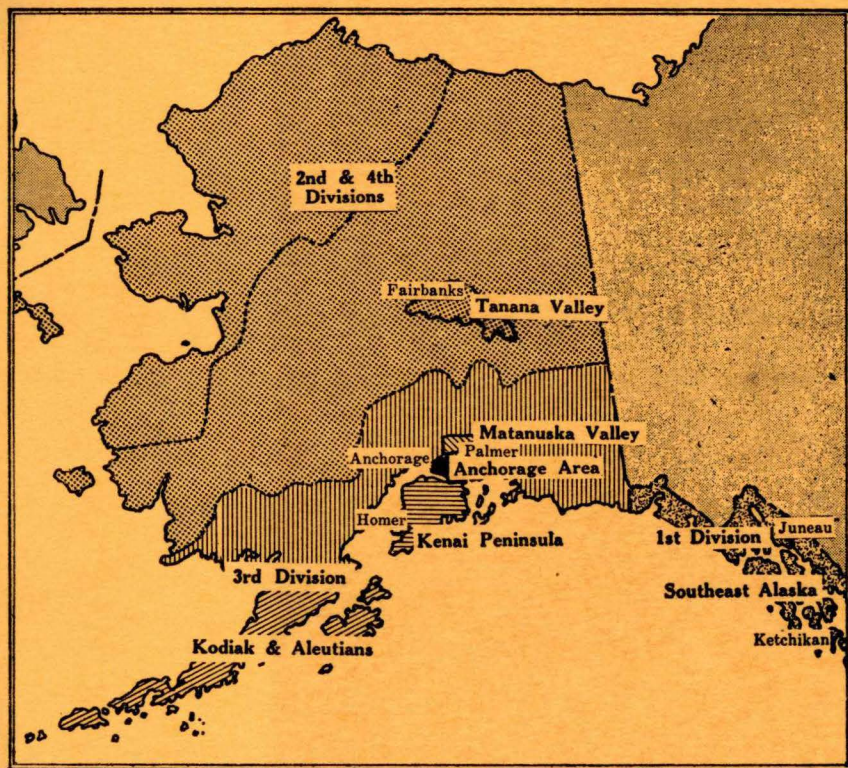 2nd & 4th
Divisions
Fairbanks
Tanana Valley
Matanuska Valley
Palmer
Anchorage
Anchorage Area
Homer
Kenai Peninsula
1st Division
Juneau
3rd Division
Southeast Alaska
Ketchikan
Kodiak & Aleutians